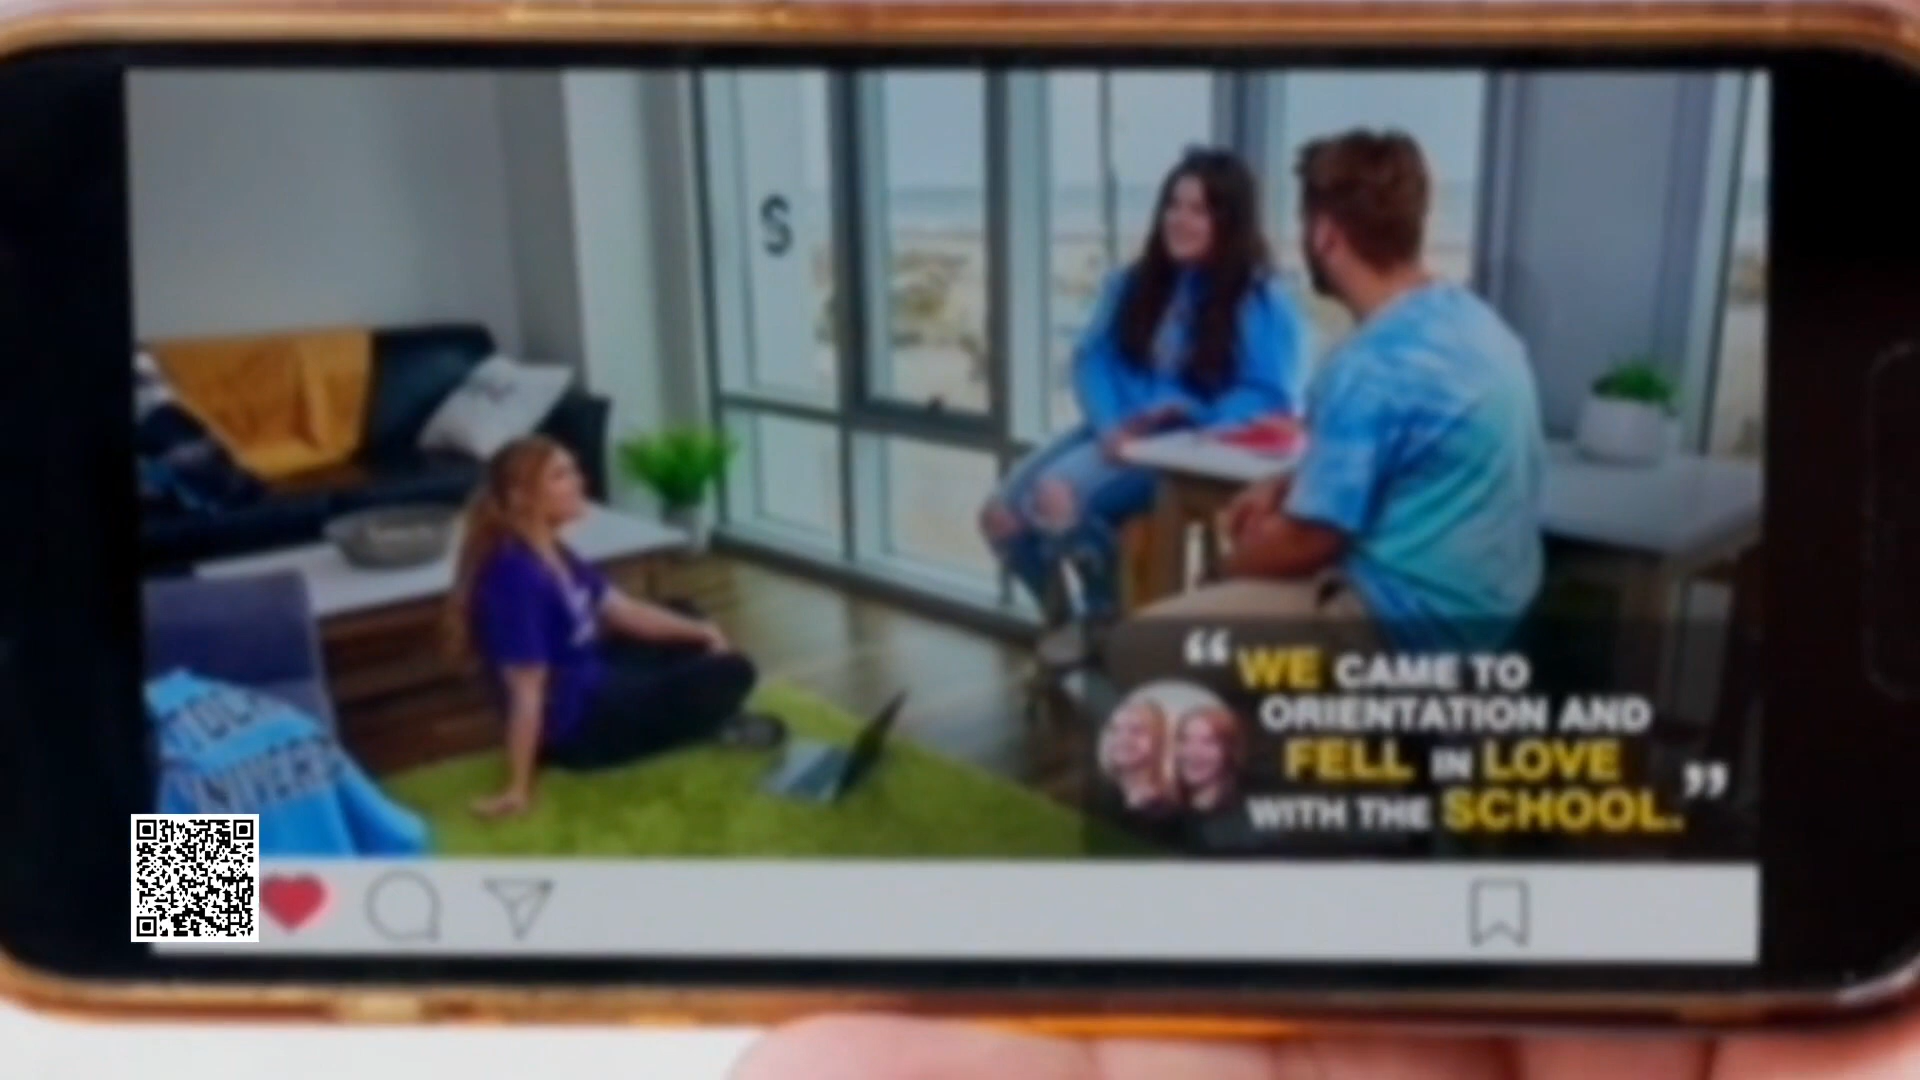 S
“WE CAME TO
ORIENTATION AND
FELL IN LOVE
WITH THE SCHOOL.”